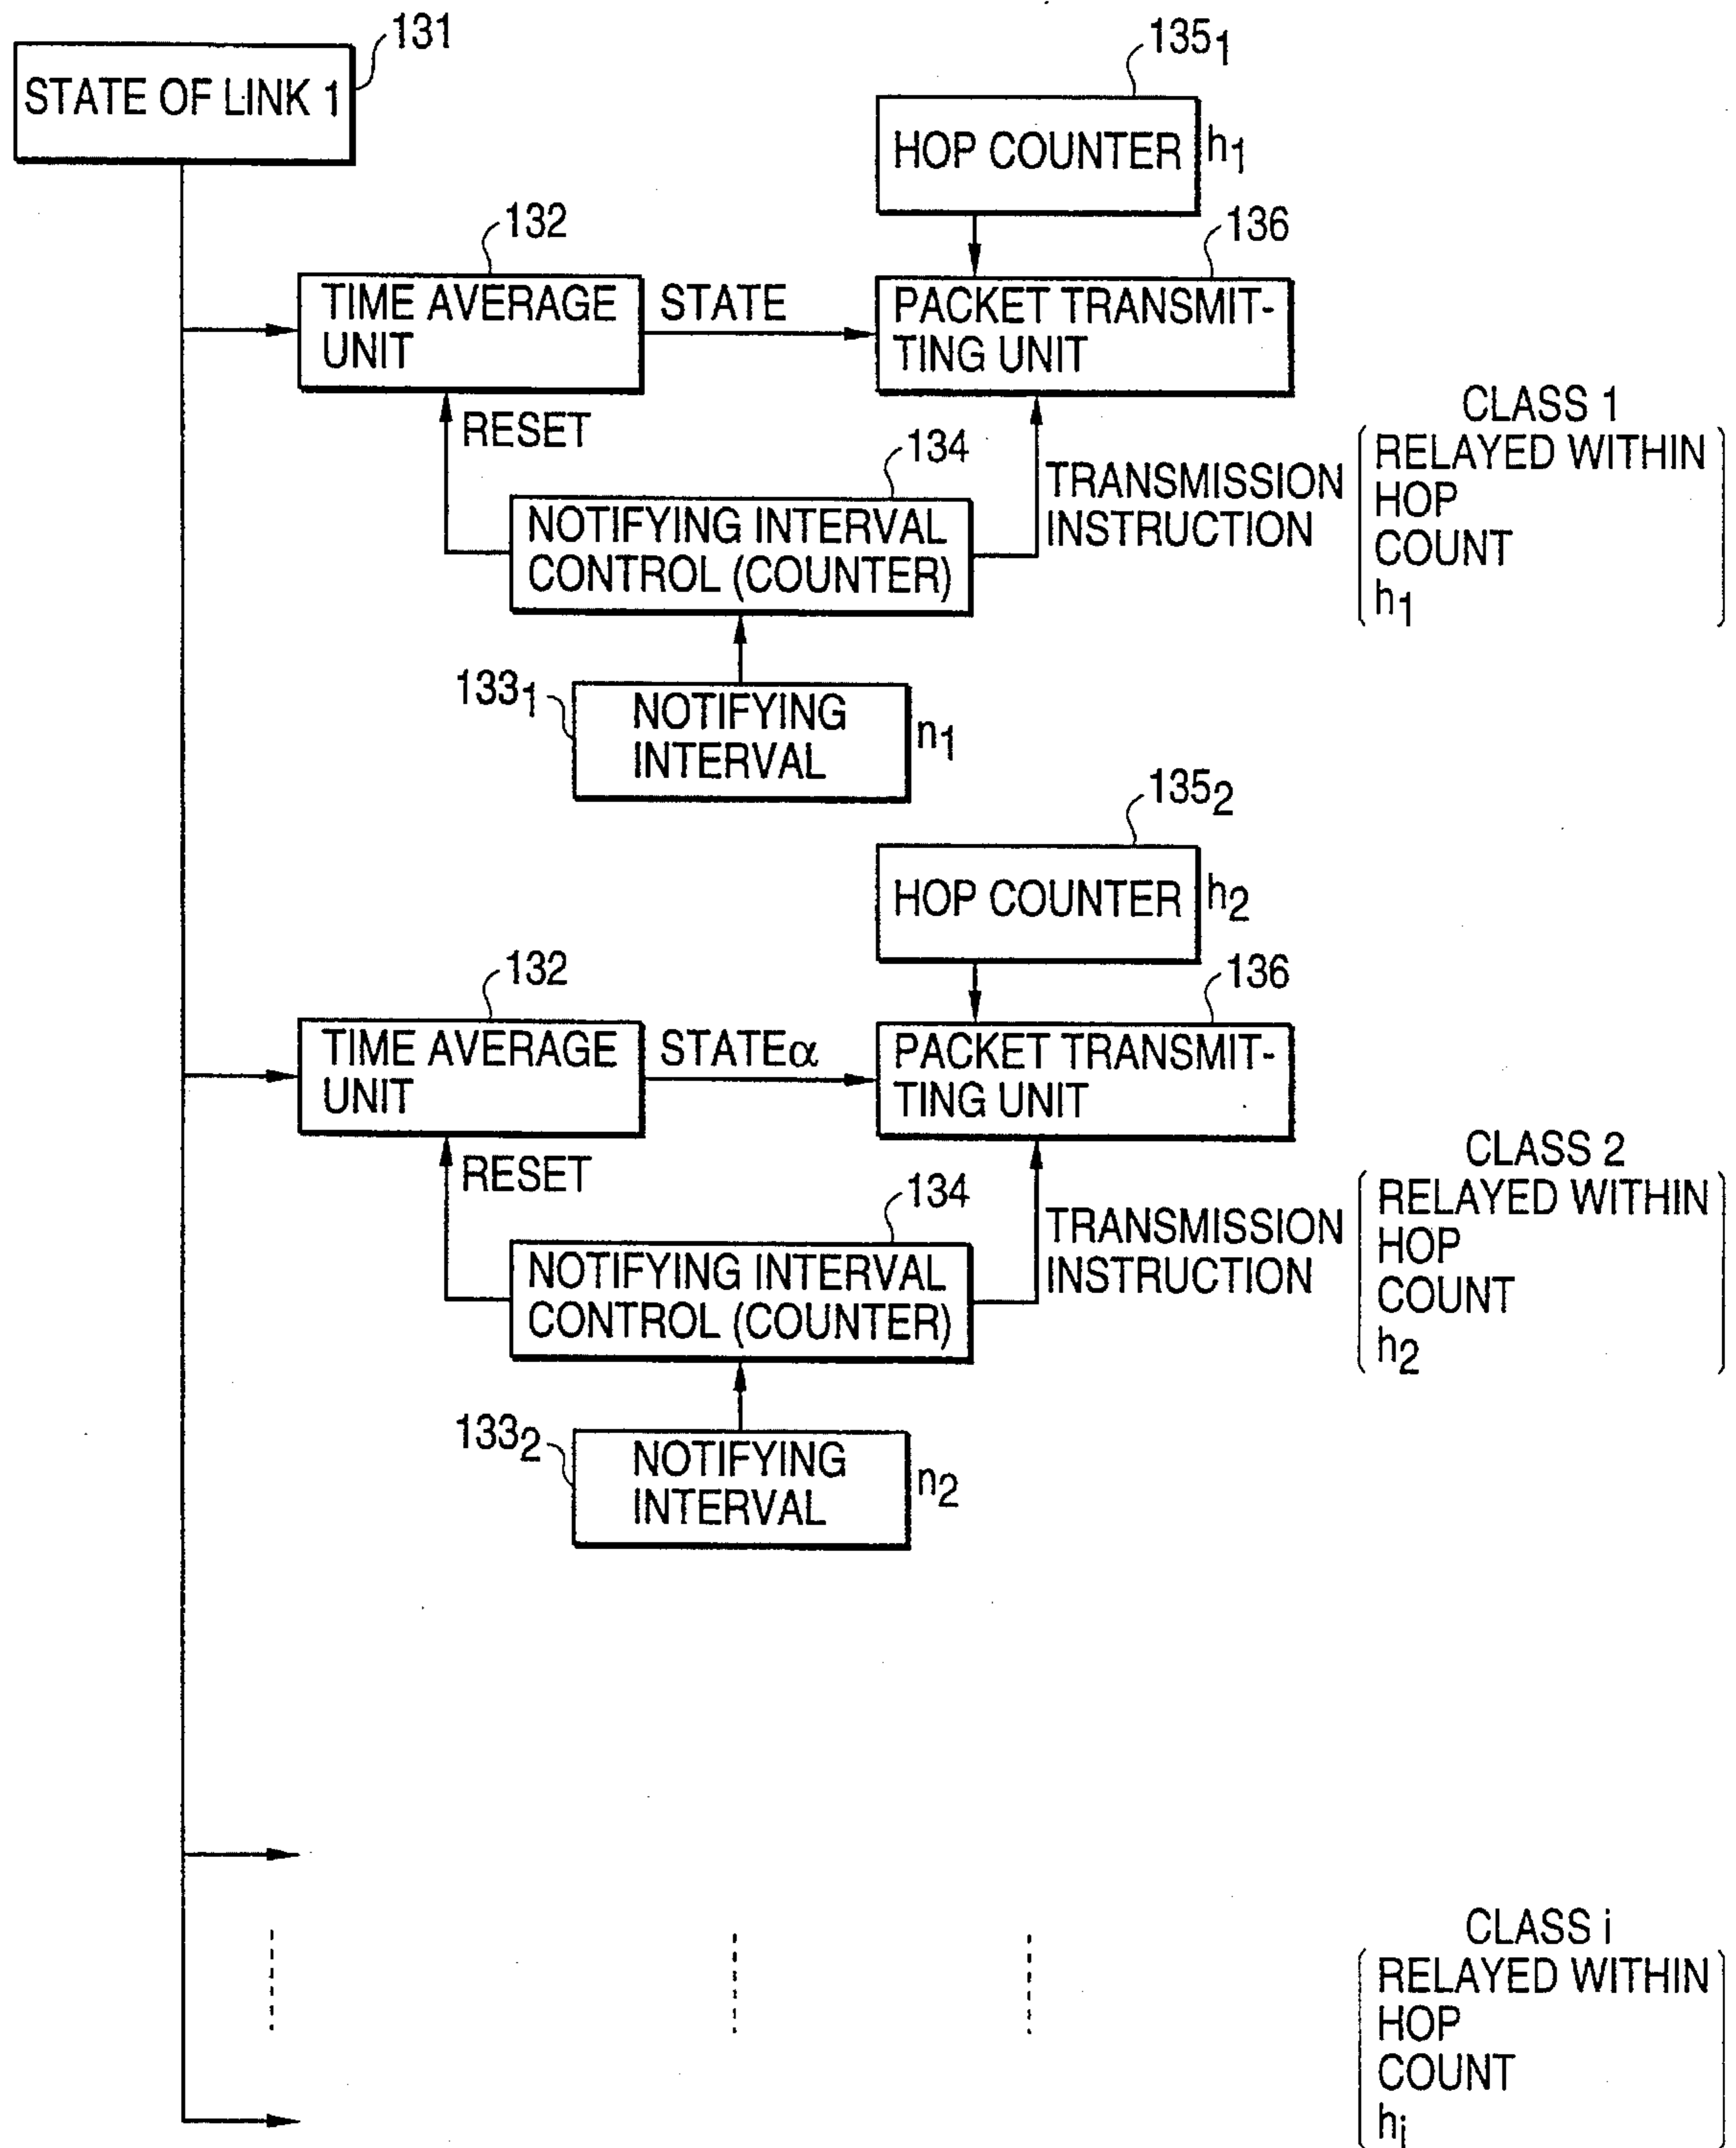 131
STATE OF LINK 1
135₁
HOP COUNTER h₁
132
136
TIME AVERAGE
UNIT
STATE
PACKET TRANSMIT-
TING UNIT
RESET
134
TRANSMISSION
INSTRUCTION
CLASS 1
RELAYED WITHIN
HOP
COUNT
h₁
NOTIFYING INTERVAL
CONTROL (COUNTER)
133₁
NOTIFYING
INTERVAL
n₁
135₂
HOP COUNTER h₂
132
136
TIME AVERAGE
UNIT
STATEα
PACKET TRANSMIT-
TING UNIT
RESET
134
TRANSMISSION
INSTRUCTION
CLASS 2
RELAYED WITHIN
HOP
COUNT
h₂
NOTIFYING INTERVAL
CONTROL (COUNTER)
133₂
NOTIFYING
INTERVAL
n₂
CLASS i
RELAYED WITHIN
HOP
COUNT
hᵢ